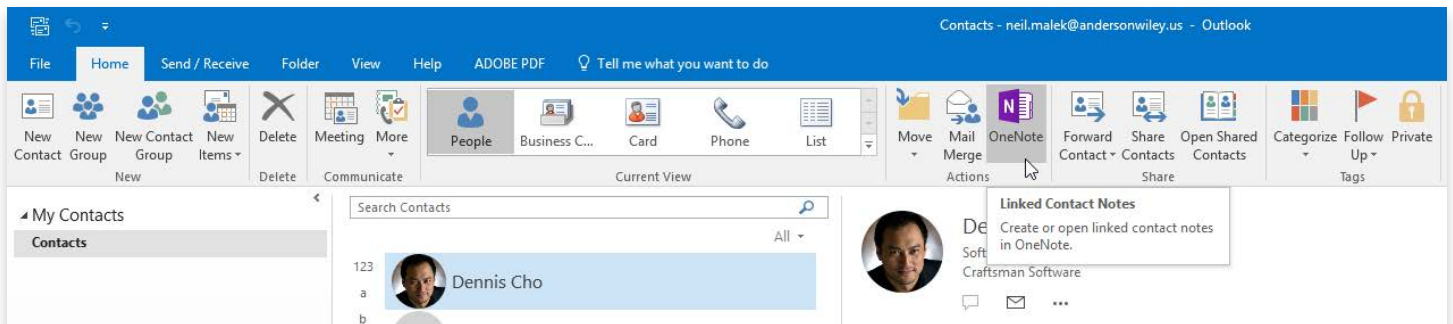 Contacts - neil.malek@andersonwiley.us - Outlook
File Home Send / Receive Folder View Help ADOBE PDF Tell me what you want to do
New Contact
New Group
New Contact Group
New Items
Delete
Meeting
More
People
Business C...
Card
Phone
List
Move
Mail Merge
N
OneNote
Forward Contact
Share Contacts
Open Shared Contacts
Categorize
Follow Up
Private
New Delete Communicate Current View Actions Share Tags
My Contacts
Contacts
Search Contacts
All
123
a
b
Dennis Cho
Linked Contact Notes
Create or open linked contact notes
in OneNote.
De
Soft
Craftsman Software